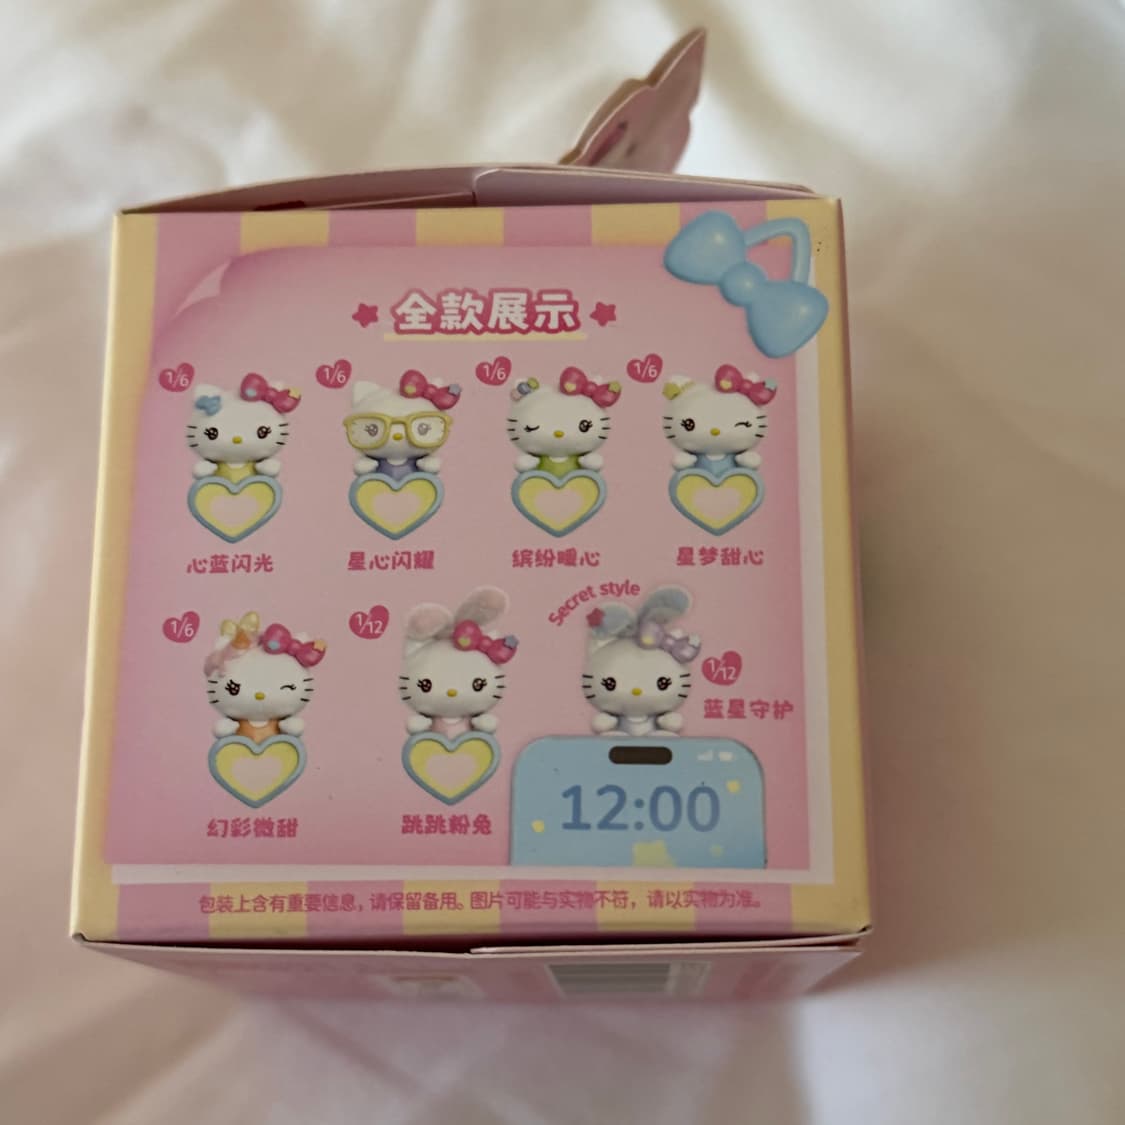 全款展示
1/6 1/6 1/6 1/6
心蓝闪光 星心闪耀 缤纷暖心 星梦甜心
1/6 1/12 Secret style
1/12
蓝星守护
12:00
幻彩微甜 跳跳粉兔
包装上含有重要信息，请保留备用。图片可能与实物不符，请以实物为准。